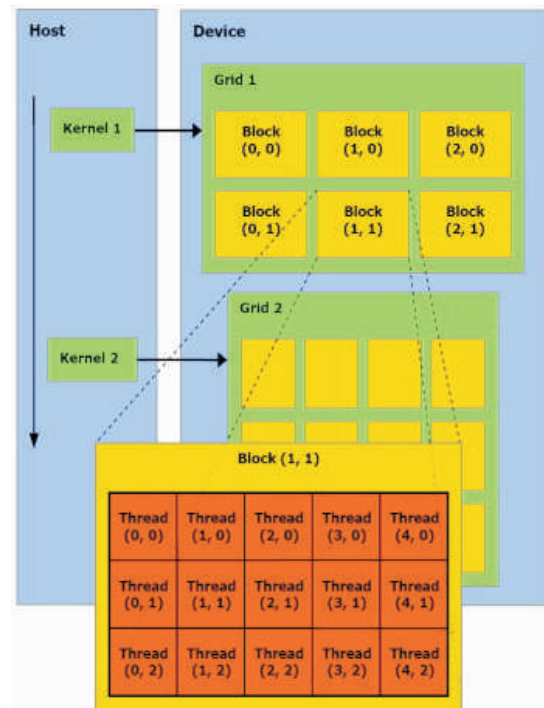 Host
Device
Grid 1
Kernel 1
Block
(0, 0)
Block
(1, 0)
Block
(2, 0)
Block
(0, 1)
Block
(1, 1)
Block
(2, 1)
Grid 2
Kernel 2
Block (1, 1)
Thread
(0, 0)
Thread
(1, 0)
Thread
(2, 0)
Thread
(3, 0)
Thread
(4, 0)
Thread
(0, 1)
Thread
(1, 1)
Thread
(2, 1)
Thread
(3, 1)
Thread
(4, 1)
Thread
(0, 2)
Thread
(1, 2)
Thread
(2, 2)
Thread
(3, 2)
Thread
(4, 2)